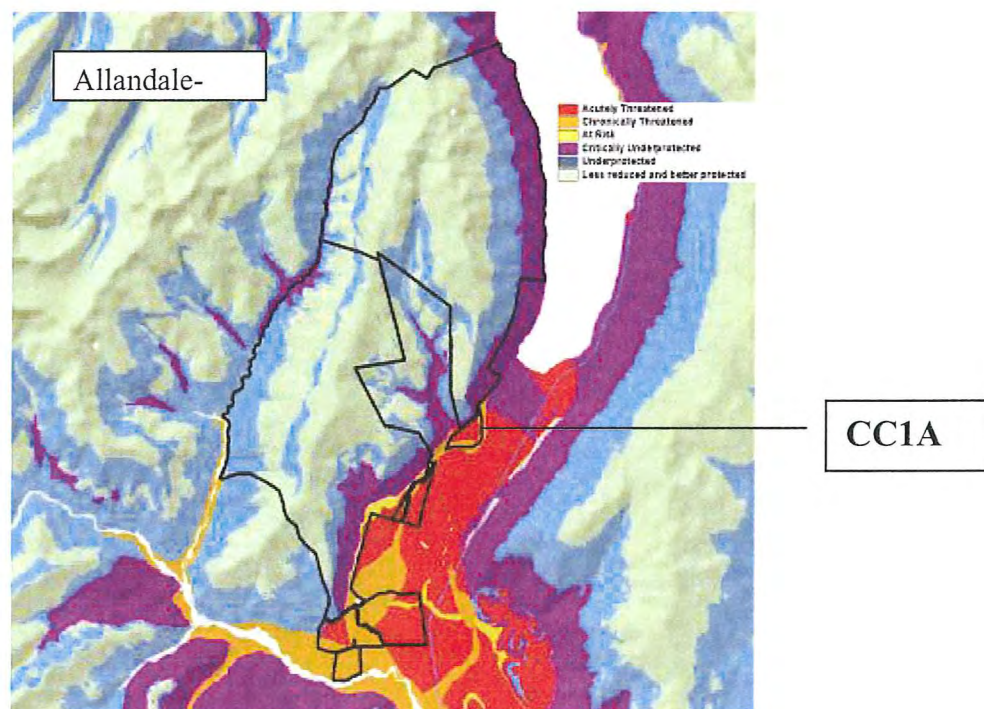 Allandale-
Acutely Threatened
Chronically Threatened
At Risk
Critically Underprotected
Underprotected
Less reduced and better protected
CC1A